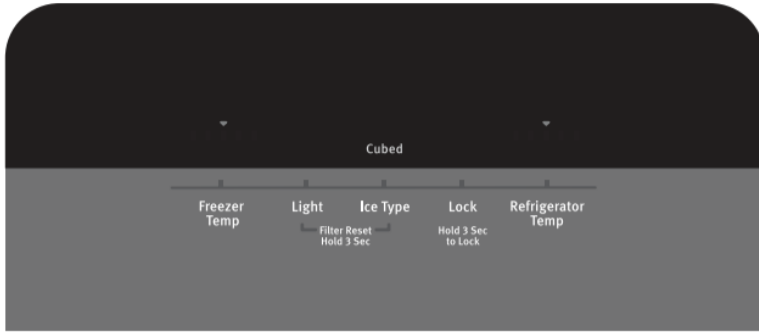 Cubed
Freezer
Temp
Light
Ice Type
Lock
Refrigerator
Temp
Filter Reset
Hold 3 Sec
Hold 3 Sec
to Lock